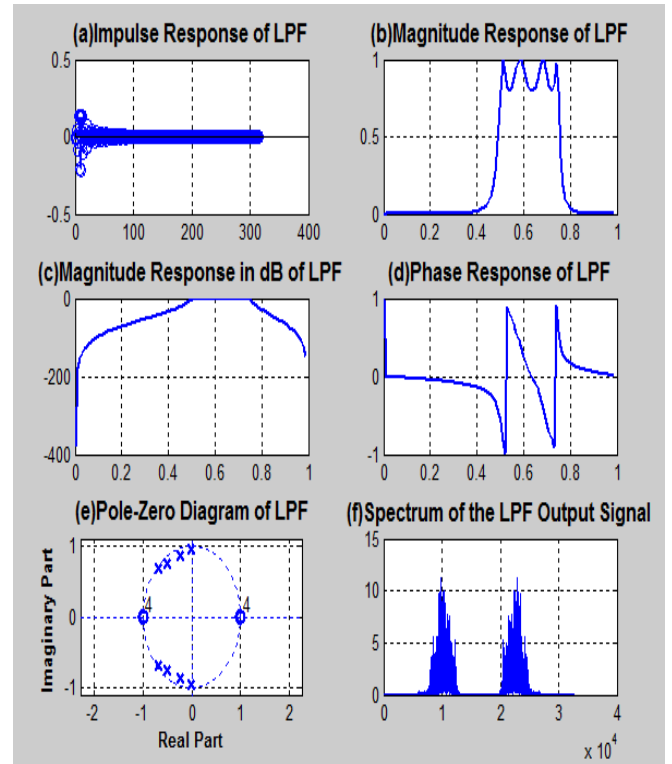 (a)Impulse Response of LPF
0.5
0
-0.5
0 100 200 300 400
(b)Magnitude Response of LPF
1
0.5
0
0 0.2 0.4 0.6 0.8 1
(c)Magnitude Response in dB of LPF
0
-200
-400
0 0.2 0.4 0.6 0.8 1
(d)Phase Response of LPF
1
0
-1
0 0.2 0.4 0.6 0.8 1
(e)Pole-Zero Diagram of LPF
Imaginary Part
1
0
-1
4 4
-2 -1 0 1 2
Real Part
(f)Spectrum of the LPF Output Signal
15
10
5
0
0 1 2 3 4
x 10^4